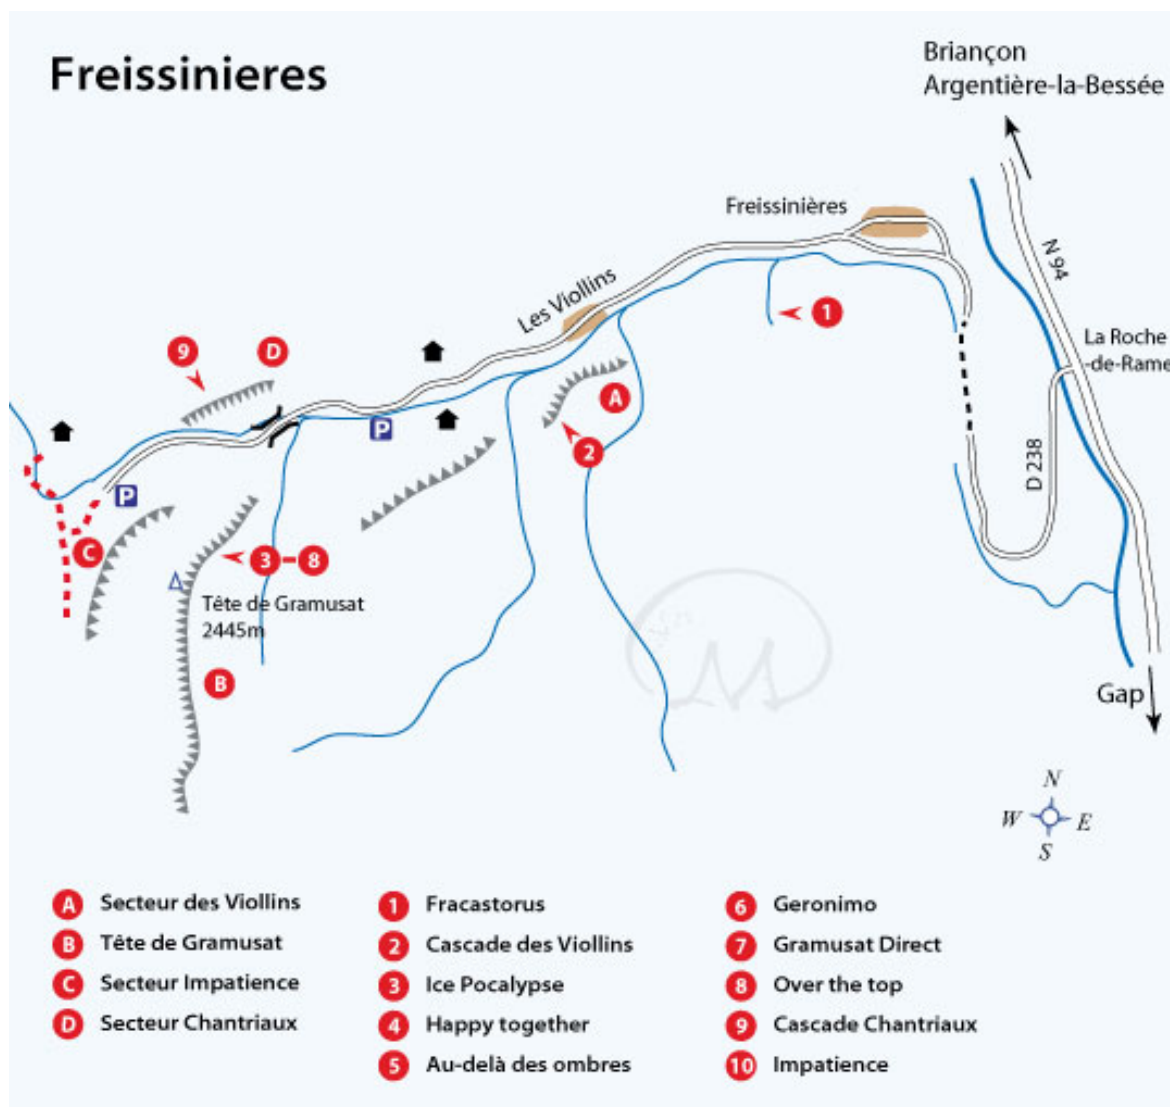 Freissinieres
Briançon
Argentière-la-Bessée
Freissinières
N 94
Les Viollins
La Roche
-de-Rame
1
9
D
A
P
2
D 238
P
C
3
8
Tête de Gramusat
2445m
B
Gap
N
W
E
S
A Secteur des Viollins
B Tête de Gramusat
C Secteur Impatience
D Secteur Chantriaux
1 Fracastorus
2 Cascade des Viollins
3 Ice Pocalypse
4 Happy together
5 Au-delà des ombres
6 Geronimo
7 Gramusat Direct
8 Over the top
9 Cascade Chantriaux
10 Impatience